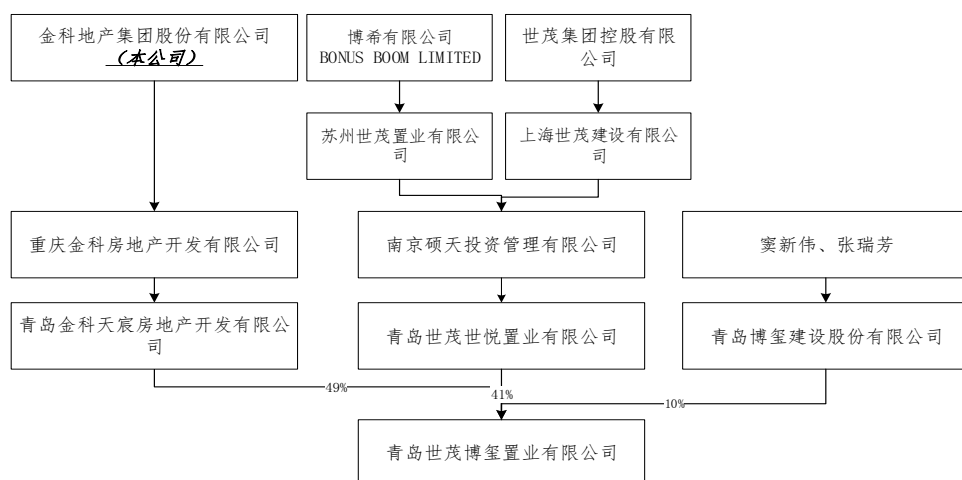 金科地产集团股份有限公司
（本公司）
博希有限公司
BONUS BOOM LIMITED
世茂集团控股有限
公司
苏州世茂置业有限公
司
上海世茂建设有限公
司
重庆金科房地产开发有限公司
南京硕天投资管理有限公司
窦新伟、张瑞芳
青岛金科天宸房地产开发有限公
司
青岛世茂世悦置业有限公司
青岛博玺建设股份有限公司
49%
41%
10%
青岛世茂博玺置业有限公司